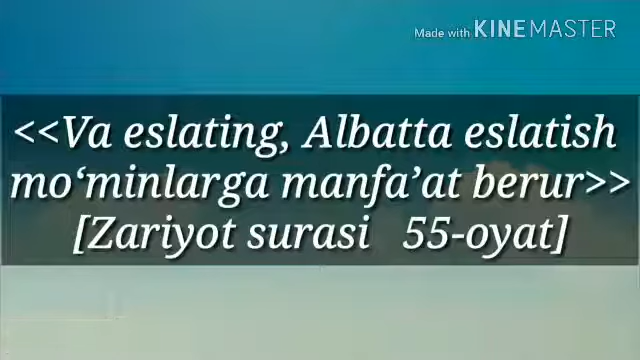 Made with KINEMASTER
<<Va eslating, Albatta eslatish
mo‘minlarga manfa’at berur>>
[Zariyot surasi 55-oyat]